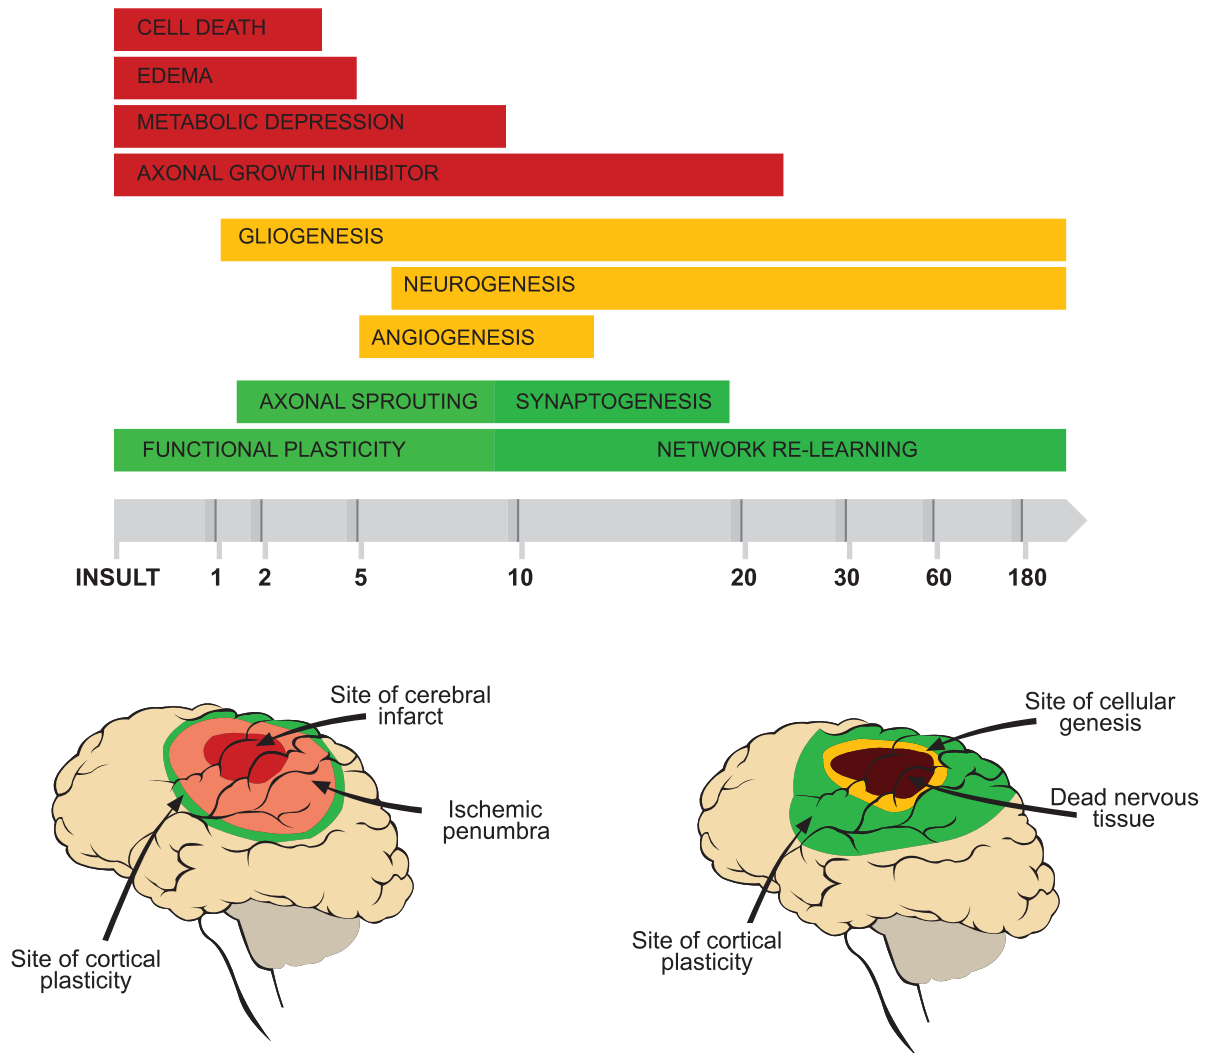 CELL DEATH
EDEMA
METABOLIC DEPRESSION
AXONAL GROWTH INHIBITOR
GLIOGENESIS
NEUROGENESIS
ANGIOGENESIS
AXONAL SPROUTING SYNAPTOGENESIS
FUNCTIONAL PLASTICITY NETWORK RE-LEARNING
INSULT 1 2 5 10 20 30 60 180
Site of cerebral
infarct
Ischemic
penumbra
Site of cortical
plasticity
Site of cellular
genesis
Dead nervous
tissue
Site of cortical
plasticity